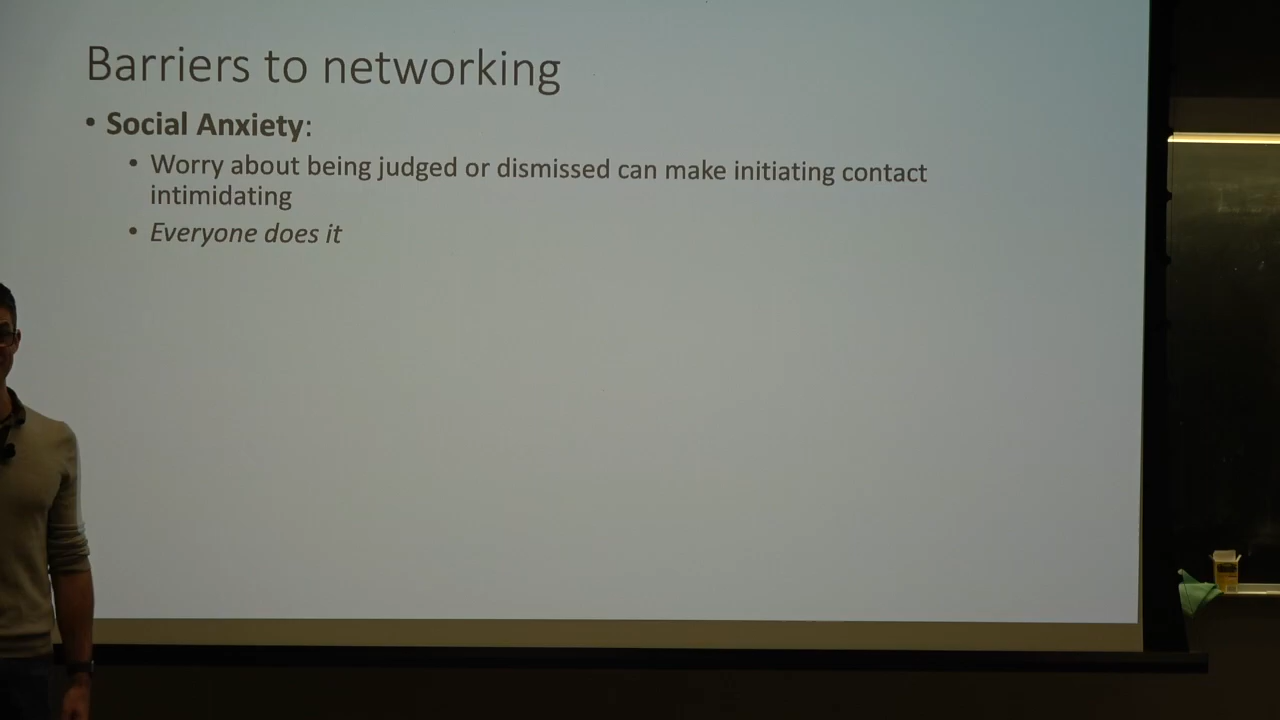 Barriers to networking
• Social Anxiety:
• Worry about being judged or dismissed can make initiating contact
intimidating
• Everyone does it